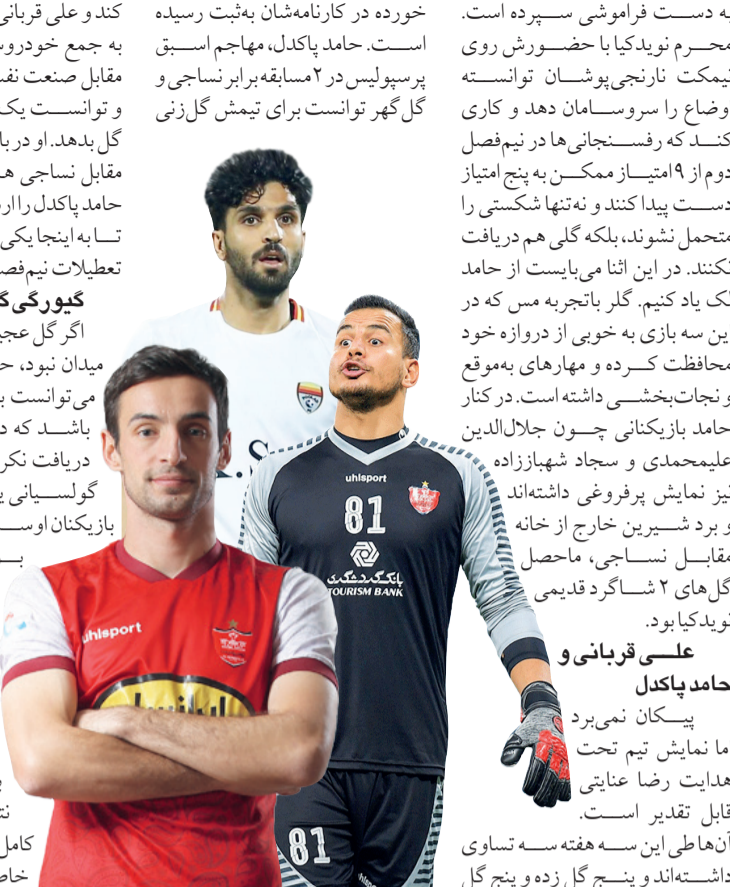 به دست فراموشی سپرده است.
محرم نویدکیا با حضورش روی
نیمکت نارنجی‌پوشان توانسته
اوضاع را سروسامان دهد و کاری
کند که رفسنجانی‌ها در نیم‌فصل
دوم از ۹ امتیاز ممکن به پنج امتیاز
دست پیدا کنند و نه‌تنها شکستی را
متحمل نشوند، بلکه گلی هم دریافت
نکنند. در این اثنا می‌بایست از حامد
لک یاد کنیم. گلر باتجربه مس که در
این سه بازی به خوبی از دروازه خود
محافظت کرده و مهارهای به‌موقع
و نجات‌بخشی داشته است. در کنار
حامد بازیکنانی چون جلال‌الدین
علیمحمدی و سجاد شهباززاده
نیز نمایش پرفروغی داشته‌اند
و برد شیرین خارج از خانه
مقابل نساجی، ماحصل
گل‌های ۲ شاگرد قدیمی
نویدکیا بود.
علی قربانی و
حامد پاکدل
پیکان نمی‌برد
اما نمایش تیم تحت
هدایت رضا عنایتی
قابل تقدیر است.
آن‌ها طی این سه هفته سه تساوی
داشته‌اند و پنج گل زده و پنج گل
خورده در کارنامه‌شان به‌ثبت رسیده
است. حامد پاکدل، مهاجم اسبق
پرسپولیس در ۲ مسابقه برابر نساجی و
گل‌گهر توانست برای تیمش گل‌زنی
کند و علی قربانی
به جمع خودروس
مقابل صنعت نف
و توانست یک
گل بدهد. او در با
مقابل نساجی ه
حامد پاکدل را ار
تا به اینجا یکی
تعطیلات نیم‌فص
گیورگی گ
اگر گل عجی
میدان نبود، ح
می‌توانست ب
باشد که د
دریافت نکر
گولسیانی ی
بازیکنان اوس
ب
نت
کامل
خاص
uhlsport
81
بانک گردشگری
TOURISM BANK
uhlsport
81